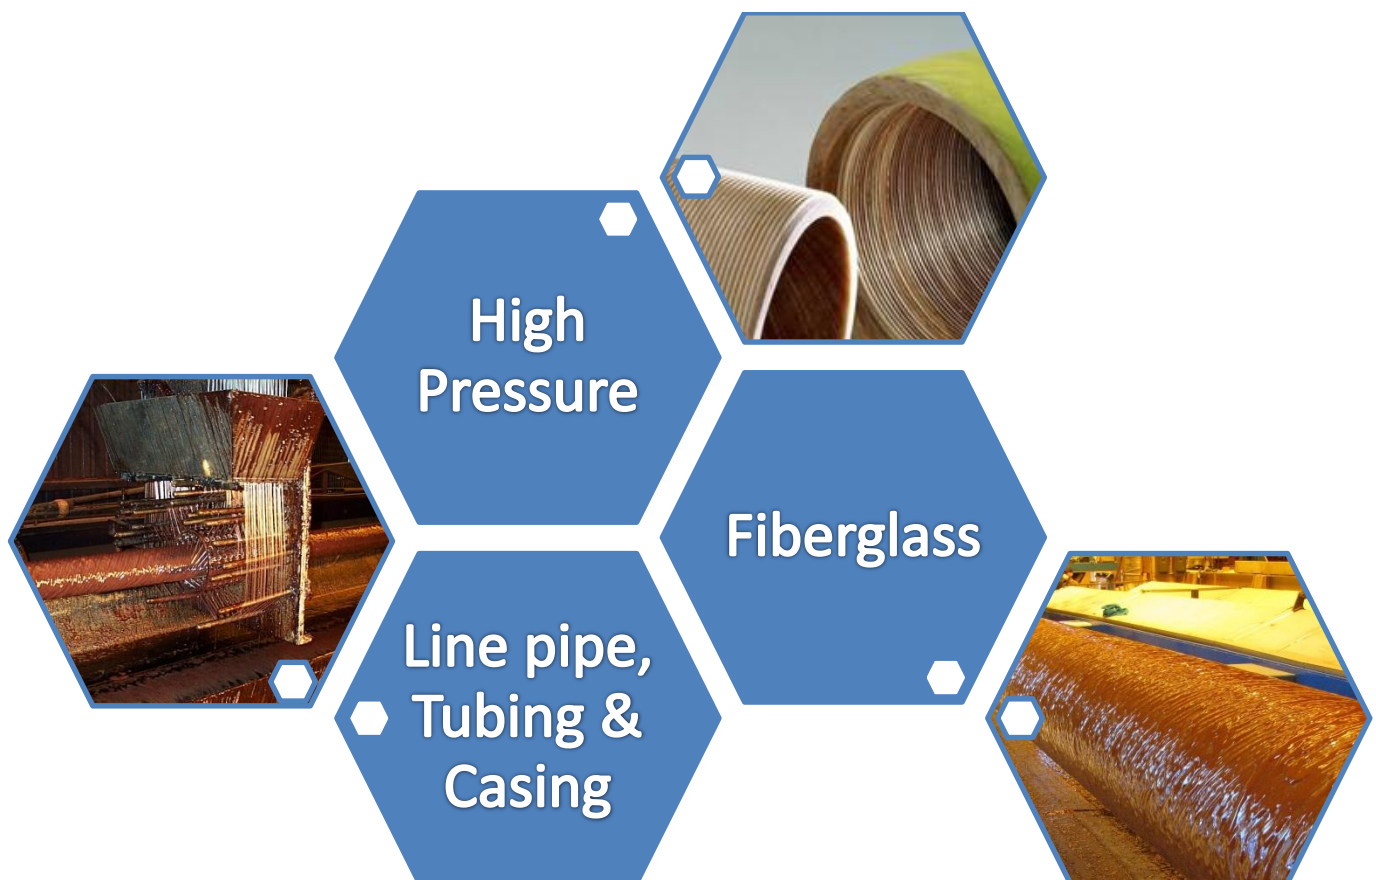 High
Pressure
Fiberglass
Line pipe,
Tubing &
Casing